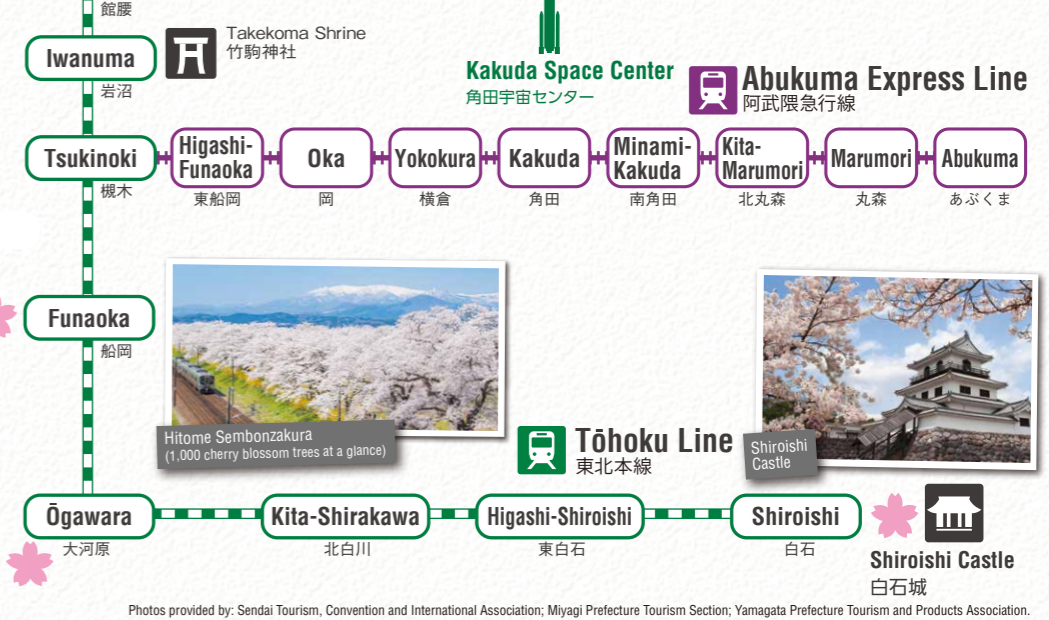 館腰
Iwanuma
岩沼
Takekoma Shrine
竹駒神社
Kakuda Space Center
角田宇宙センター
Abukuma Express Line
阿武隈急行線
Tsukinoki
槻木
Higashi-
Funaoka
東船岡
Oka
岡
Yokokura
横倉
Kakuda
角田
Minami-
Kakuda
南角田
Kita-
Marumori
北丸森
Marumori
丸森
Abukuma
あぶくま
Funaoka
船岡
Hitome Sembonzakura
(1,000 cherry blossom trees at a glance)
Tōhoku Line
東北本線
Shiroishi
Castle
Ōgawara
大河原
Kita-Shirakawa
北白川
Higashi-Shiroishi
東白石
Shiroishi
白石
Shiroishi Castle
白石城
Photos provided by: Sendai Tourism, Convention and International Association; Miyagi Prefecture Tourism Section; Yamagata Prefecture Tourism and Products Association.